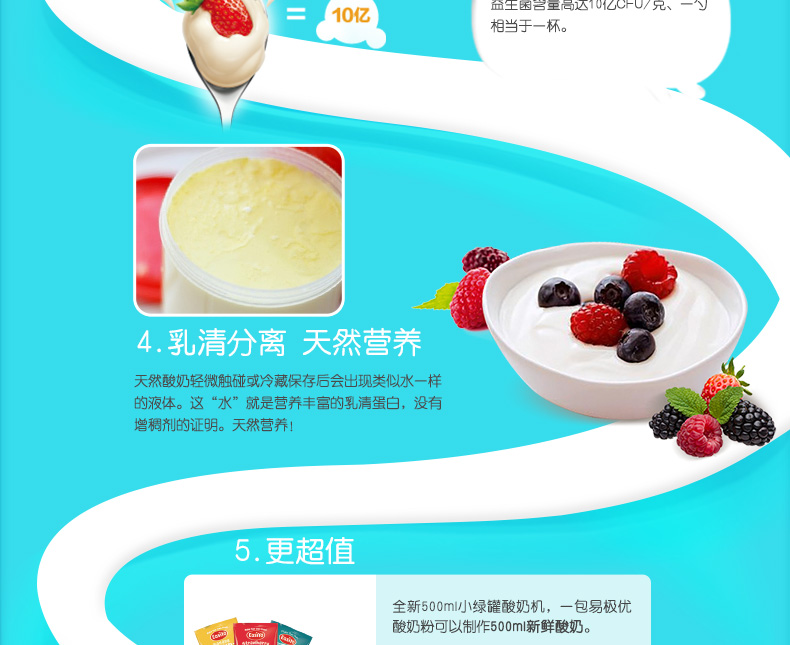 = 10亿
益生菌含量高达10亿CFU/克、一勺
相当于一杯。
4.乳清分离 天然营养
天然酸奶轻微触碰或冷藏保存后会出现类似水一样
的液体。这“水”就是营养丰富的乳清蛋白，没有
增稠剂的证明。天然营养！
5.更超值
全新500ml小绿罐酸奶机，一包易极优
酸奶粉可以制作500ml新鲜酸奶。
EasiYo
EasiYo
Strawberry
EasiYo